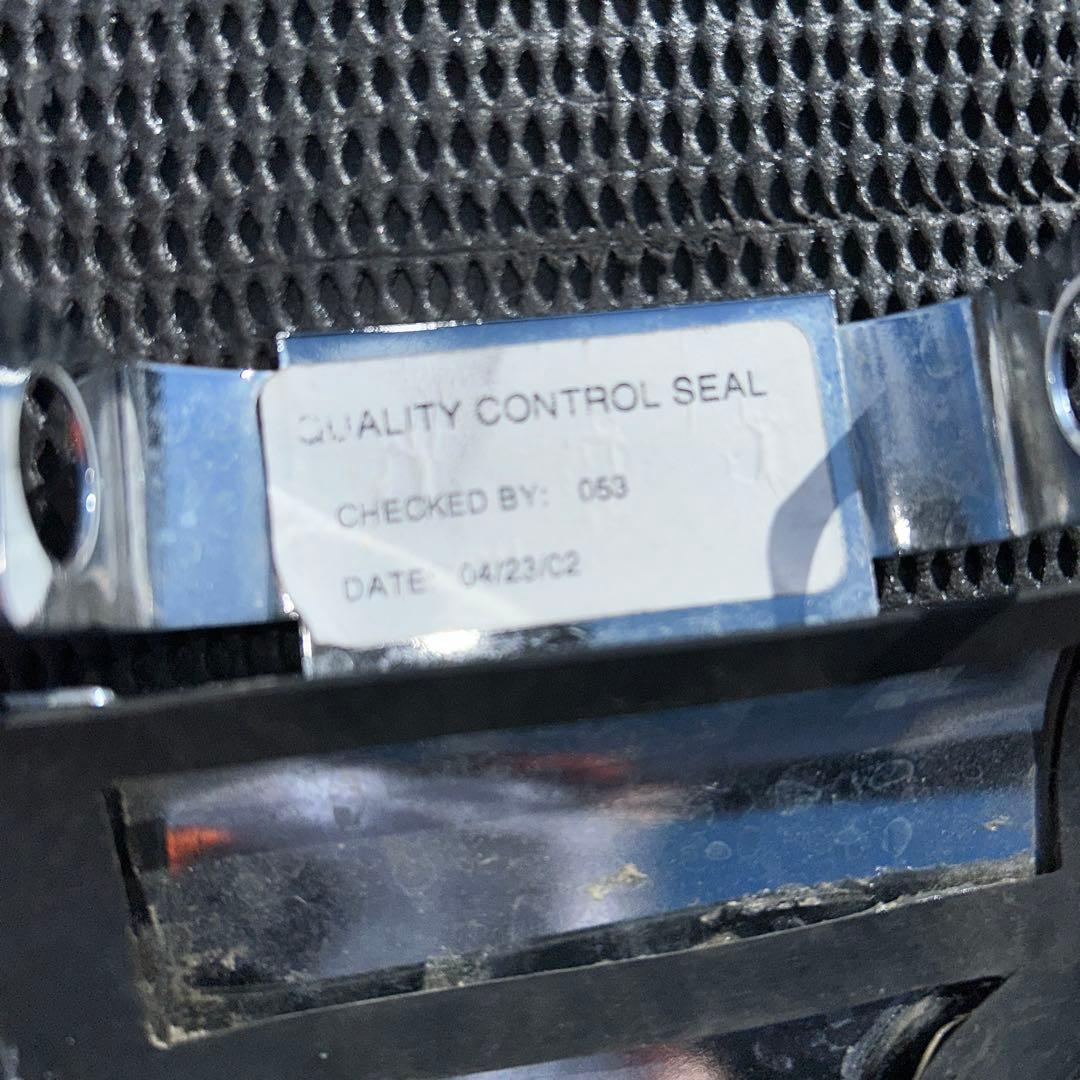 QUALITY CONTROL SEAL
CHECKED BY: 053
DATE: 04/23/02